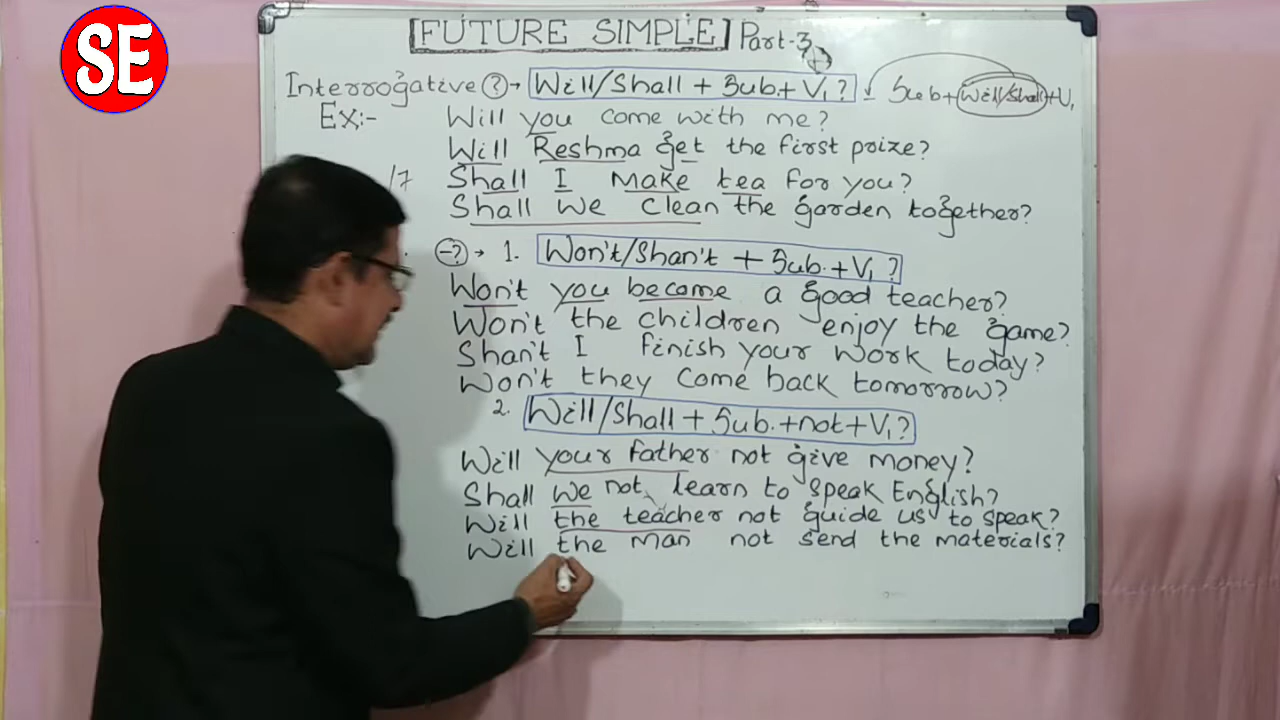 SE
FUTURE SIMPLE Part-3
Interrogative (?)→ Will/Shall + Sub. + V₁ ? Sub+will/shall+V₁
(+)
Ex:- Will you come with me?
Will Reshma get the first prize?
Shall I make tea for you?
Shall we clean the garden together?
(-?)→ 1. Won't/Shan't + Sub. + V₁ ?
Won't you become a good teacher?
Won't the children enjoy the game?
Shan't I finish your work today?
Won't they come back tomorrow?
2. Will/Shall + Sub. + not + V₁ ?
Will your father not give money?
Shall we not learn to speak English?
Will the teacher not guide us to speak?
Will the man not send the materials?